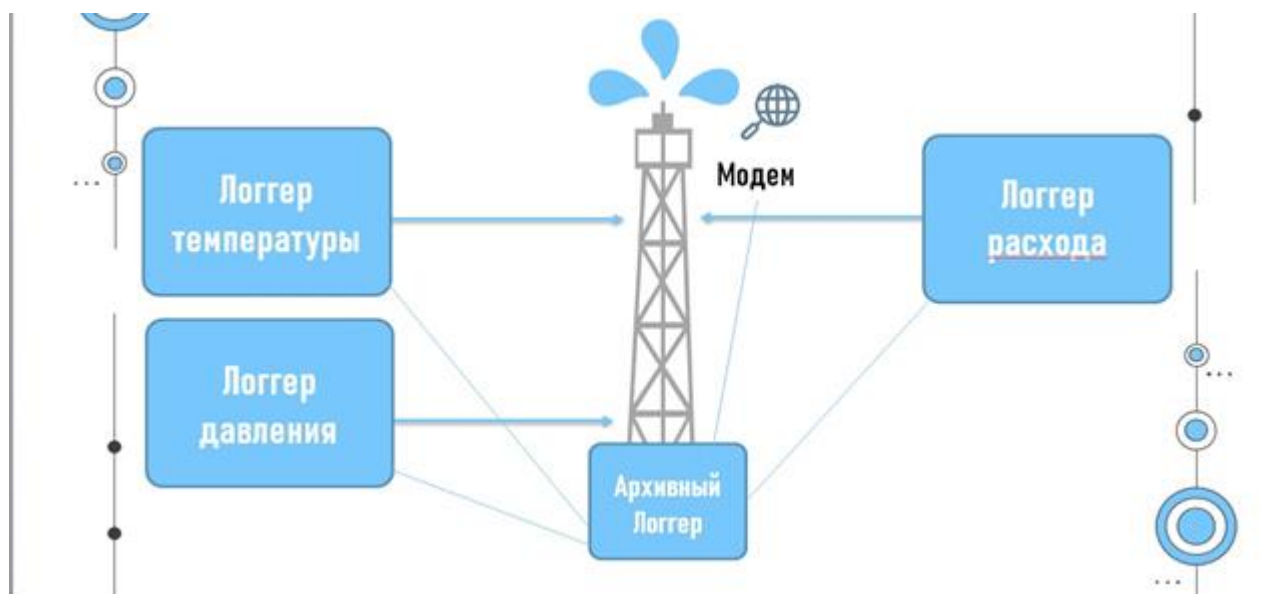 Модем
Логгер
температуры
Логгер
расхода
Логгер
давления
Архивный
Логгер